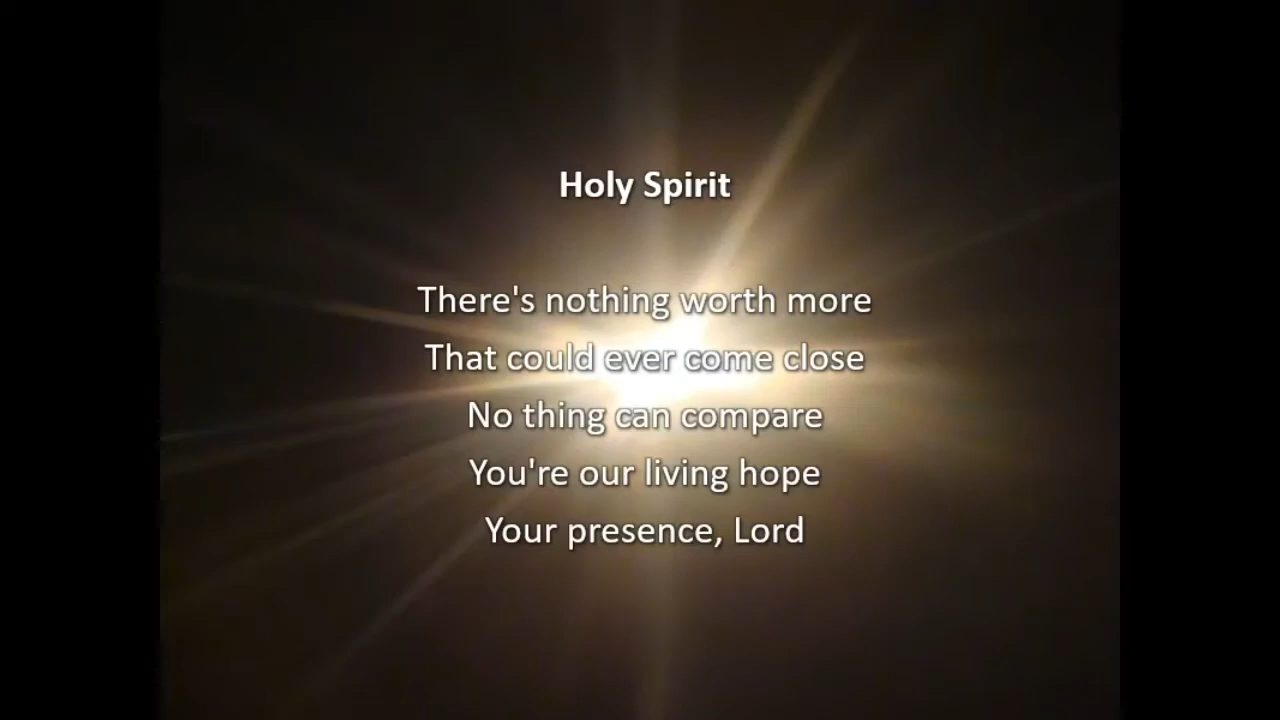 Holy Spirit
There's nothing worth more
That could ever come close
No thing can compare
You're our living hope
Your presence, Lord